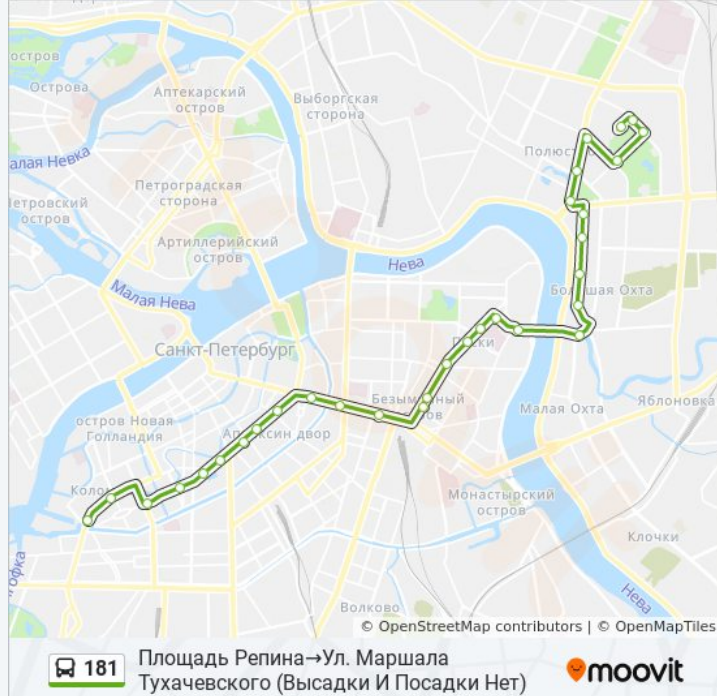 остров
Острова
Аптекарский
остров
Выборгская
сторона
алая Невка
Полюст
Петроградская
сторона
Петровский
остров
Артиллерийский
остров
Нева
Малая Нева
Большая Охта
Санкт-Петербург
Пески
остров Новая
Голландия
Апраксин двор
Безымянный
остров
Малая Охта
Яблоновка
Коло
Монастырский
остров
Клочки
гофка
Нева
Волково
© OpenStreetMap contributors | © OpenMapTiles
181
Площадь Репина→Ул. Маршала
Тухачевского (Высадки И Посадки Нет)
moovit